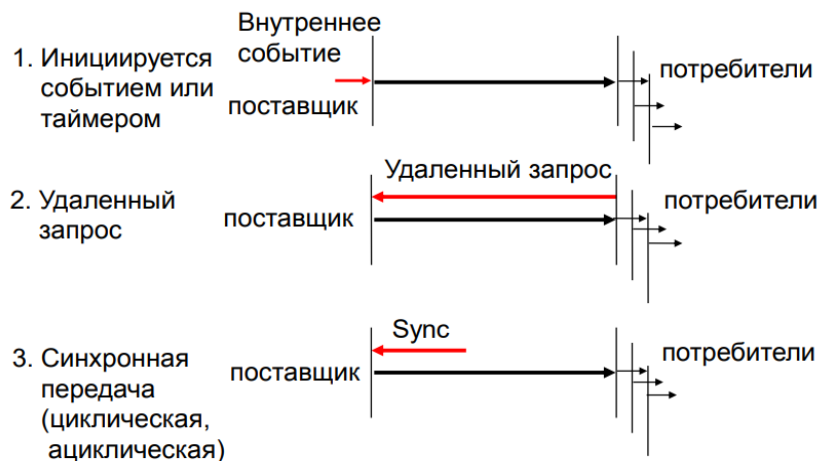 Внутреннее
1. Инициируется событие
событием или потребители
таймером поставщик
Удаленный запрос
2. Удаленный потребители
запрос поставщик
Sync
3. Синхронная потребители
передача поставщик
(циклическая,
ациклическая)